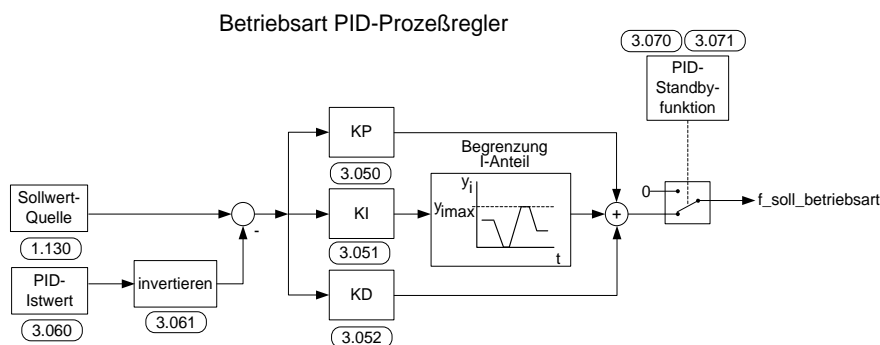 Betriebsart PID-Prozeßregler
3.070 3.071
PID-
Standby-
funktion
KP
3.050
Begrenzung
I-Anteil
yi
yimax
t
KI
3.051
KD
3.052
Sollwert-
Quelle
1.130
PID-
Istwert
3.060
invertieren
3.061
-
+
0
f_soll_betriebsart